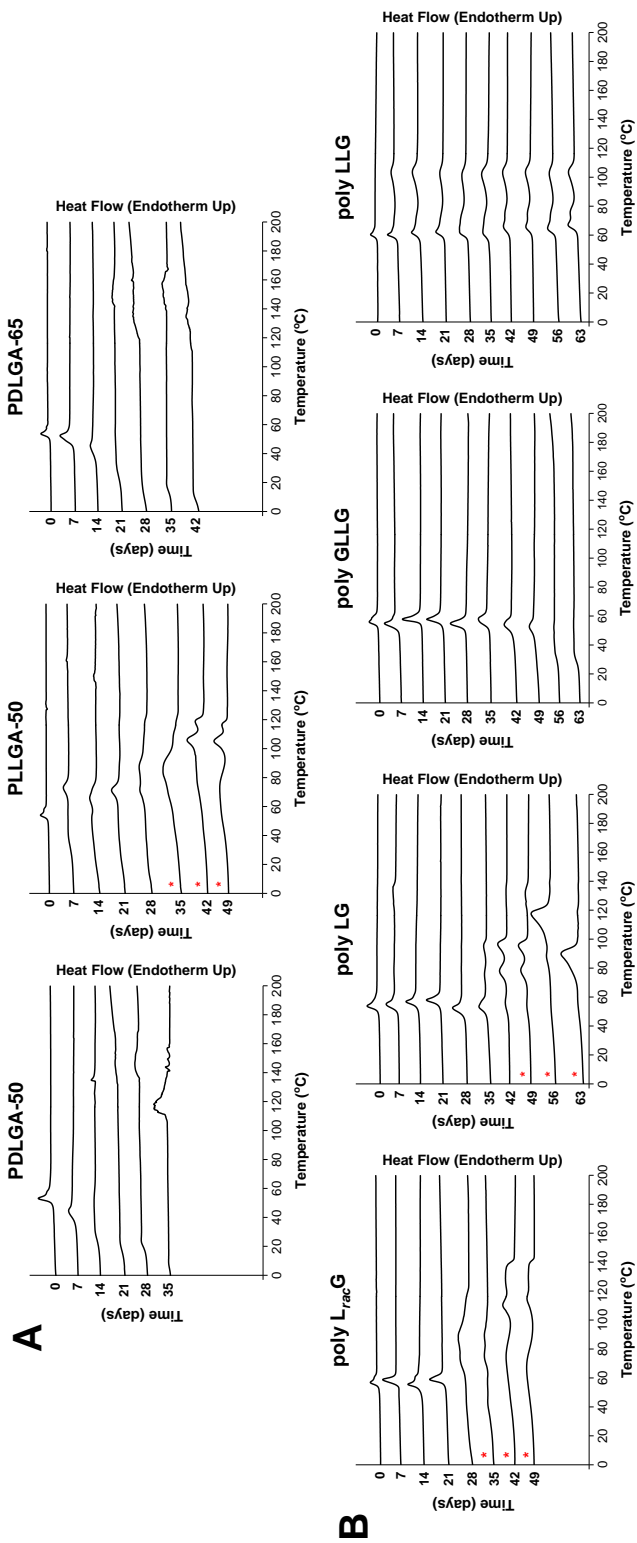 A
PDLGA-50
Heat Flow (Endotherm Up)
Time (days)
0
7
14
21
28
35
0 20 40 60 80 100 120 140 160 180 200
Temperature (°C)
PLLGA-50
Heat Flow (Endotherm Up)
Time (days)
0
7
14
21
28
* 35
* 42
* 49
0 20 40 60 80 100 120 140 160 180 200
Temperature (°C)
PDLGA-65
Heat Flow (Endotherm Up)
Time (days)
0
7
14
21
28
35
42
0 20 40 60 80 100 120 140 160 180 200
Temperature (°C)
B
poly LracG
Heat Flow (Endotherm Up)
Time (days)
0
7
14
21
28
* 35
* 42
* 49
0 20 40 60 80 100 120 140 160 180 200
Temperature (°C)
poly LG
Heat Flow (Endotherm Up)
Time (days)
0
7
14
21
28
35
42
* 49
* 56
* 63
0 20 40 60 80 100 120 140 160 180 200
Temperature (°C)
poly GLLG
Heat Flow (Endotherm Up)
Time (days)
0
7
14
21
28
35
42
49
56
63
0 20 40 60 80 100 120 140 160 180 200
Temperature (°C)
poly LLG
Heat Flow (Endotherm Up)
Time (days)
0
7
14
21
28
35
42
49
56
63
0 20 40 60 80 100 120 140 160 180 200
Temperature (°C)